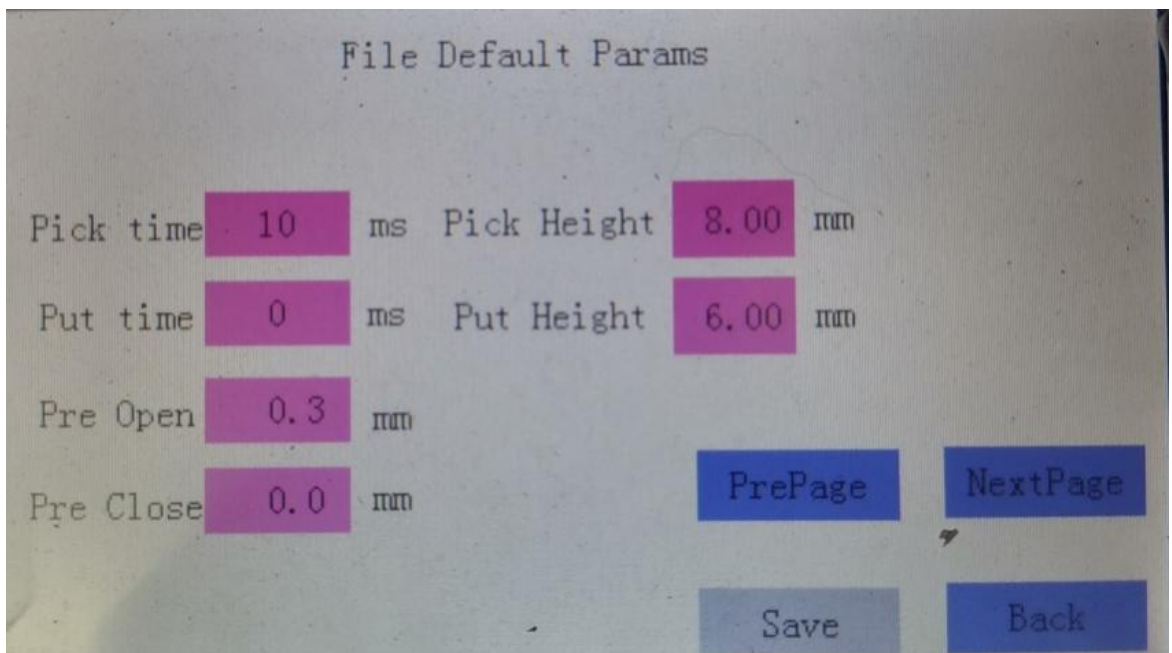 File Default Params
Pick time 10 ms Pick Height 8.00 mm
Put time 0 ms Put Height 6.00 mm
Pre Open 0.3 mm
Pre Close 0.0 mm
PrePage NextPage
Save Back